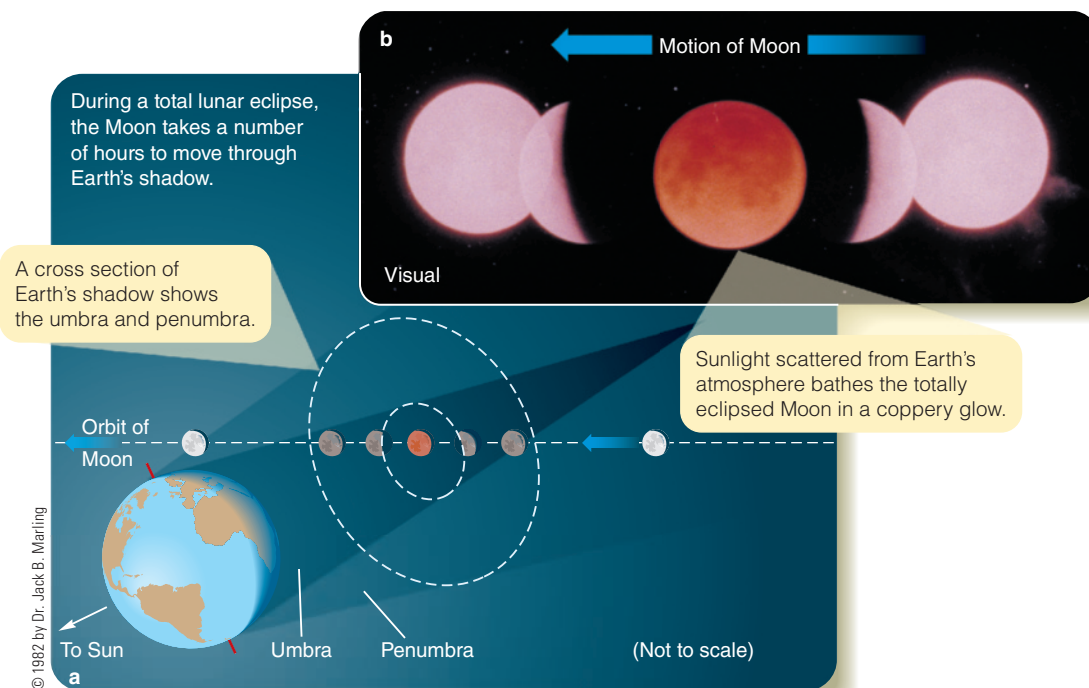 b
Motion of Moon
During a total lunar eclipse,
the Moon takes a number
of hours to move through
Earth's shadow.
Visual
A cross section of
Earth's shadow shows
the umbra and penumbra.
Sunlight scattered from Earth's
atmosphere bathes the totally
eclipsed Moon in a coppery glow.
Orbit of
Moon
To Sun
Umbra
Penumbra
(Not to scale)
a
© 1982 by Dr. Jack B. Marling